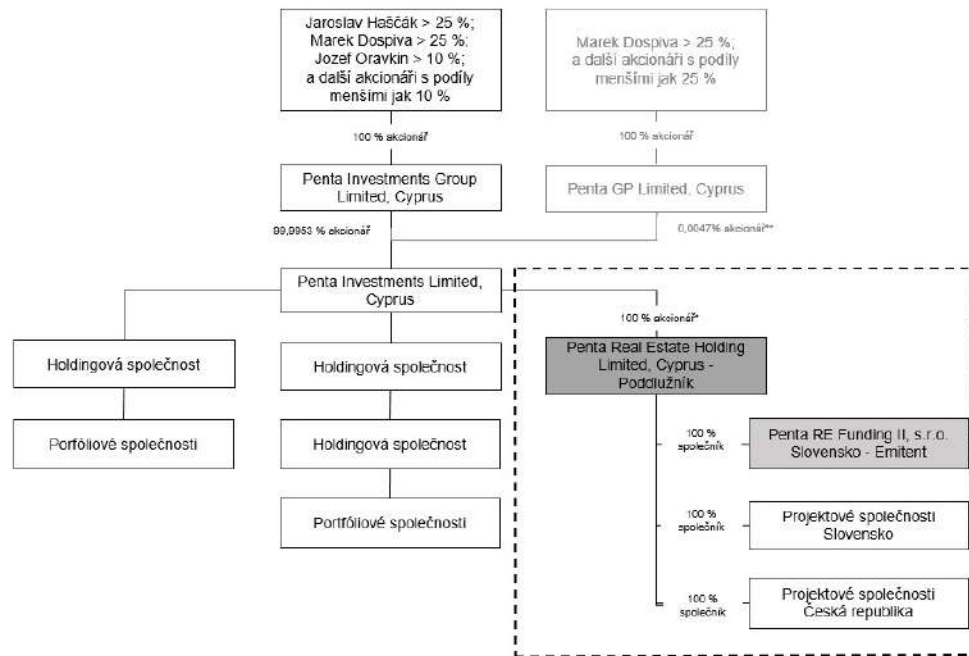 Jaroslav Haščák > 25 %;
Marek Dospiva > 25 %;
Jozef Oravkin > 10 %;
a další akcionáři s podíly
menšími jak 10 %
Marek Dospiva > 25 %;
a další akcionáři s podíly
menšími jak 25 %
100 % akcionář
100 % akcionář
Penta Investments Group
Limited, Cyprus
Penta GP Limited, Cyprus
99,9953 % akcionář
0,0047% akcionář**
Penta Investments Limited,
Cyprus
100 % akcionář*
Holdingová společnost
Holdingová společnost
Penta Real Estate Holding
Limited, Cyprus -
Poddlužník
Porfóliové společnosti
Holdingová společnost
100 %
společník
Penta RE Funding II, s.r.o.
Slovensko - Emitent
Portfóliové společnosti
100 %
společník
Projektové společnosti
Slovensko
100 %
společník
Projektové společnosti
Česká republika